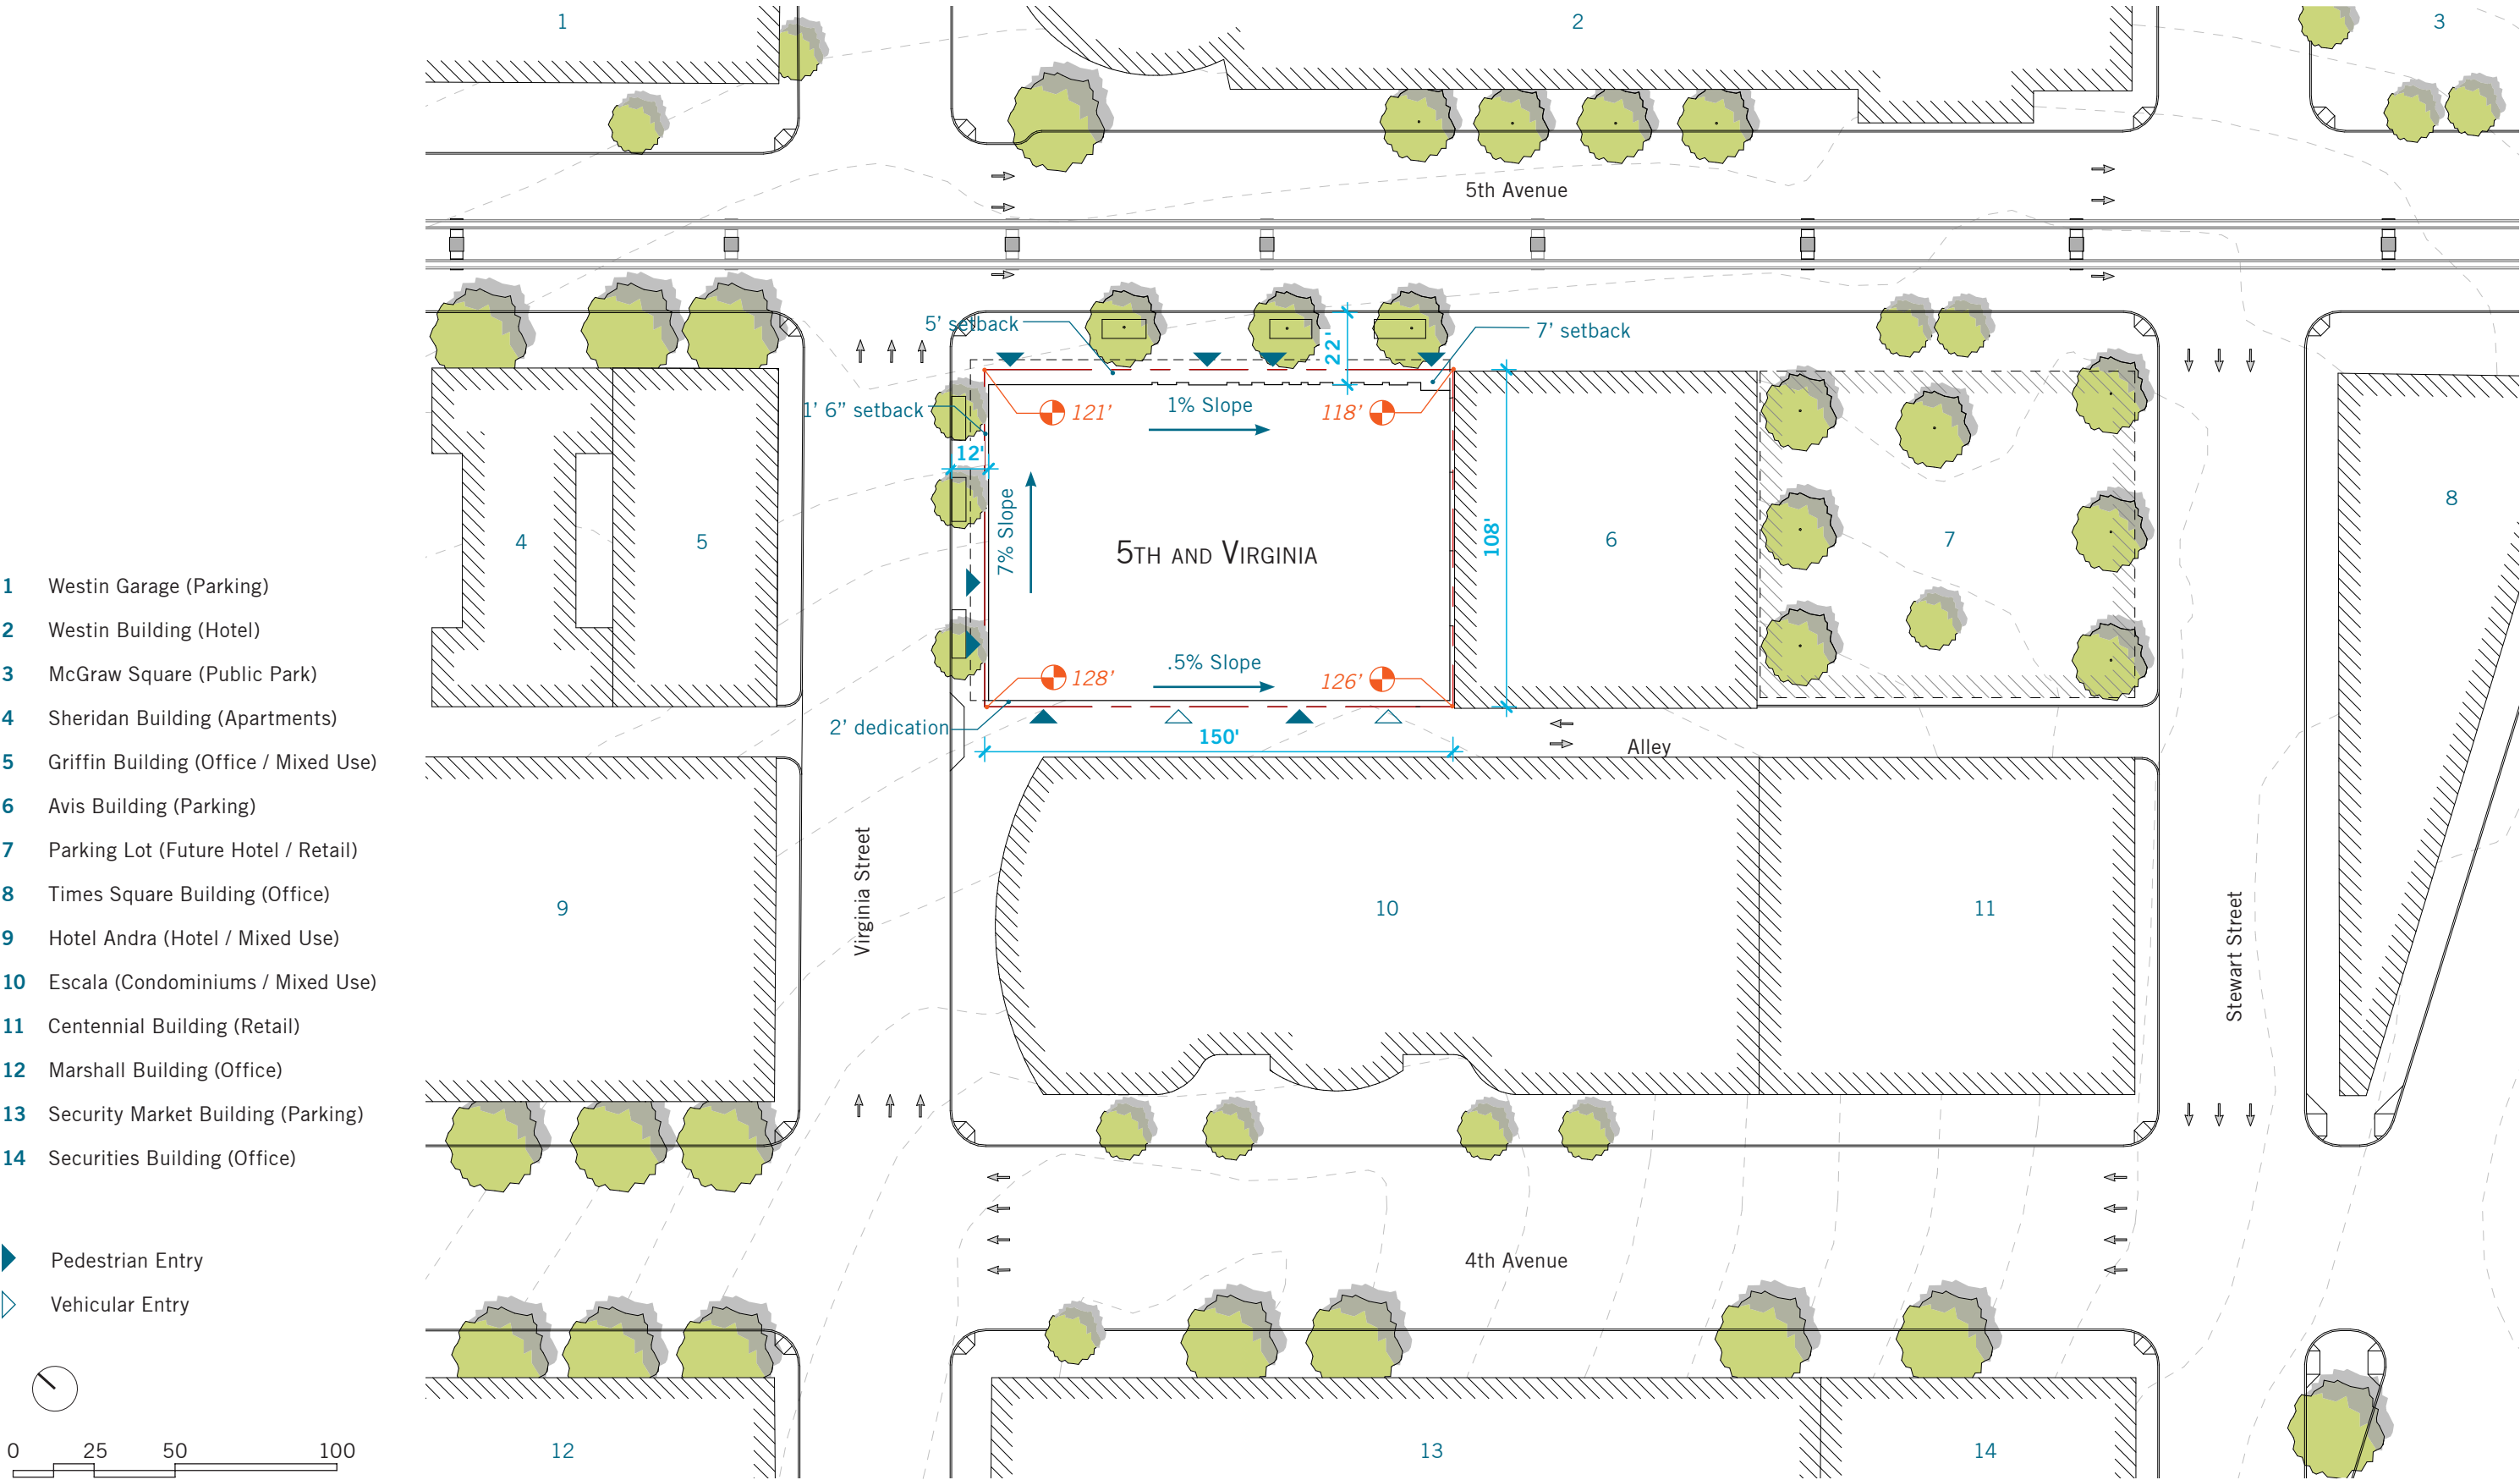 1 Westin Garage (Parking)
2 Westin Building (Hotel)
3 McGraw Square (Public Park)
4 Sheridan Building (Apartments)
5 Griffin Building (Office / Mixed Use)
6 Avis Building (Parking)
7 Parking Lot (Future Hotel / Retail)
8 Times Square Building (Office)
9 Hotel Andra (Hotel / Mixed Use)
10 Escala (Condominiums / Mixed Use)
11 Centennial Building (Retail)
12 Marshall Building (Office)
13 Security Market Building (Parking)
14 Securities Building (Office)
Pedestrian Entry
Vehicular Entry
0 25 50 100
1
2
3
5th Avenue
5' setback
22'
7' setback
1' 6” setback
121'
1% Slope
118'
12'
7% Slope
5th and Virginia
108'
4
5
6
7
8
.5% Slope
128'
126'
2' dedication
150'
Alley
Virginia Street
Stewart Street
9
10
11
4th Avenue
12
13
14